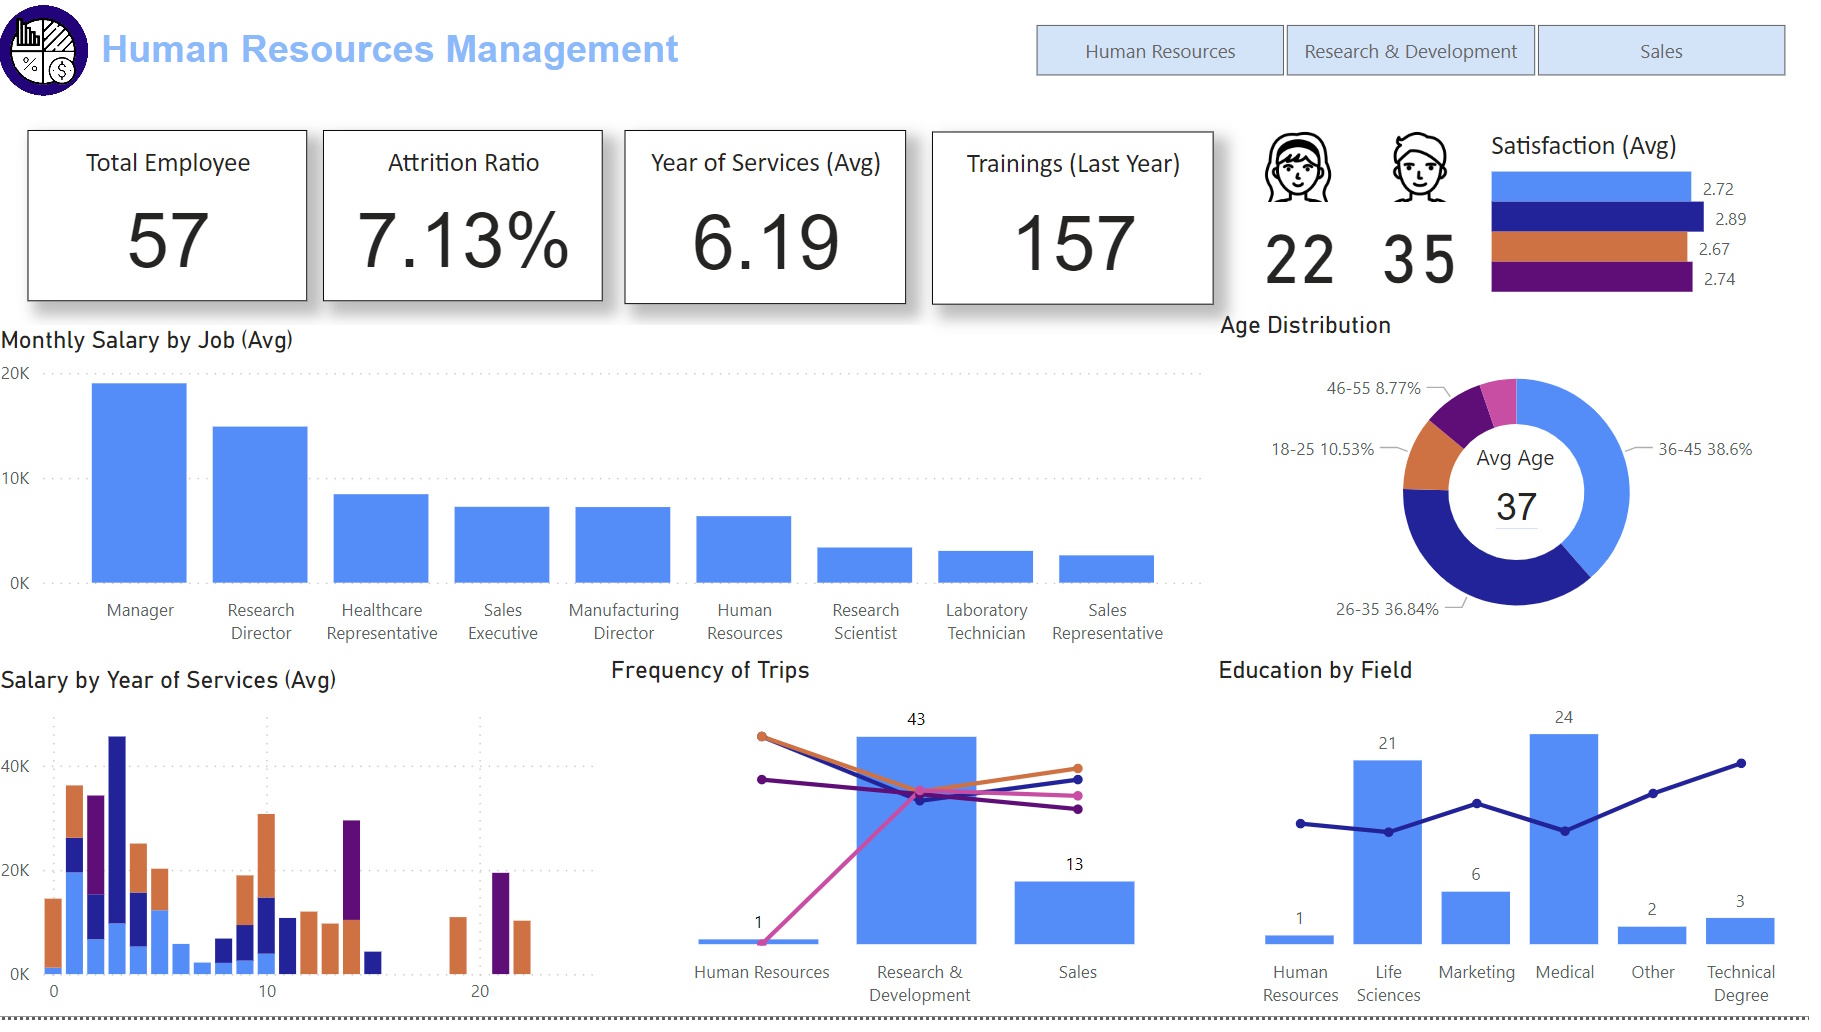 Human Resources Management
Human Resources
Research & Development
Sales
Total Employee
57
Attrition Ratio
7.13%
Year of Services (Avg)
6.19
Trainings (Last Year)
157
22
35
Satisfaction (Avg)
2.72
2.89
2.67
2.74
Monthly Salary by Job (Avg)
20K
10K
0K
Manager
Research
Director
Healthcare
Representative
Sales
Executive
Manufacturing
Director
Human
Resources
Research
Scientist
Laboratory
Technician
Sales
Representative
Age Distribution
46-55 8.77%
18-25 10.53%
36-45 38.6%
26-35 36.84%
Avg Age
37
Salary by Year of Services (Avg)
40K
20K
0K
0
10
20
Frequency of Trips
1
43
13
Human Resources
Research &
Development
Sales
Education by Field
1
21
6
24
2
3
Human
Resources
Life
Sciences
Marketing
Medical
Other
Technical
Degree
%
$